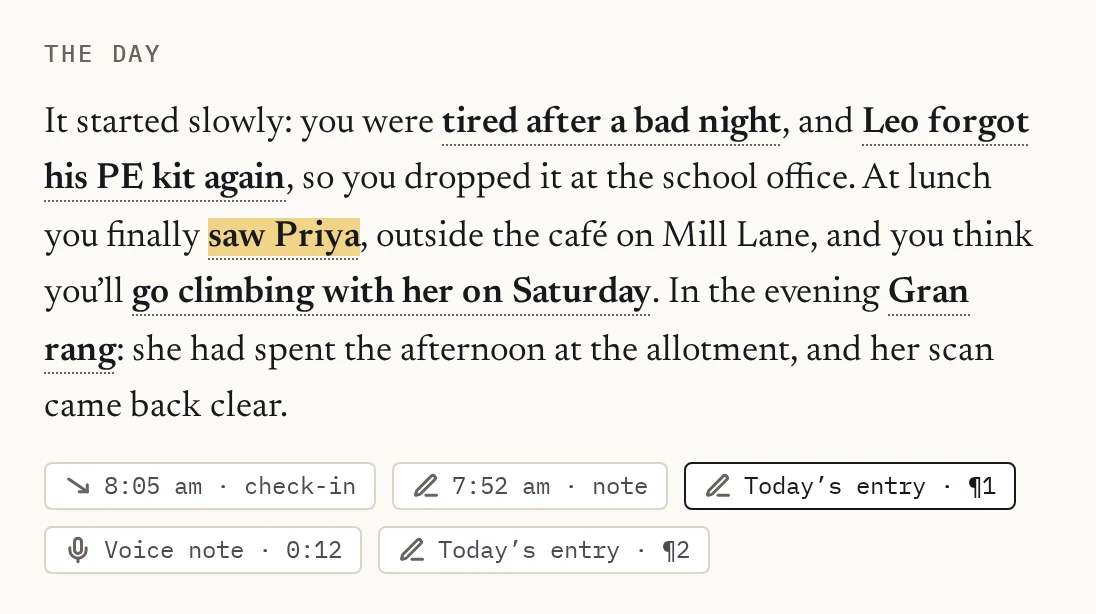 THE DAY
It started slowly: you were tired after a bad night, and Leo forgot
his PE kit again, so you dropped it at the school office. At lunch
you finally saw Priya, outside the café on Mill Lane, and you think
you’ll go climbing with her on Saturday. In the evening Gran
rang: she had spent the afternoon at the allotment, and her scan
came back clear.
8:05 am · check-in 7:52 am · note Today’s entry · ¶1
Voice note · 0:12 Today’s entry · ¶2